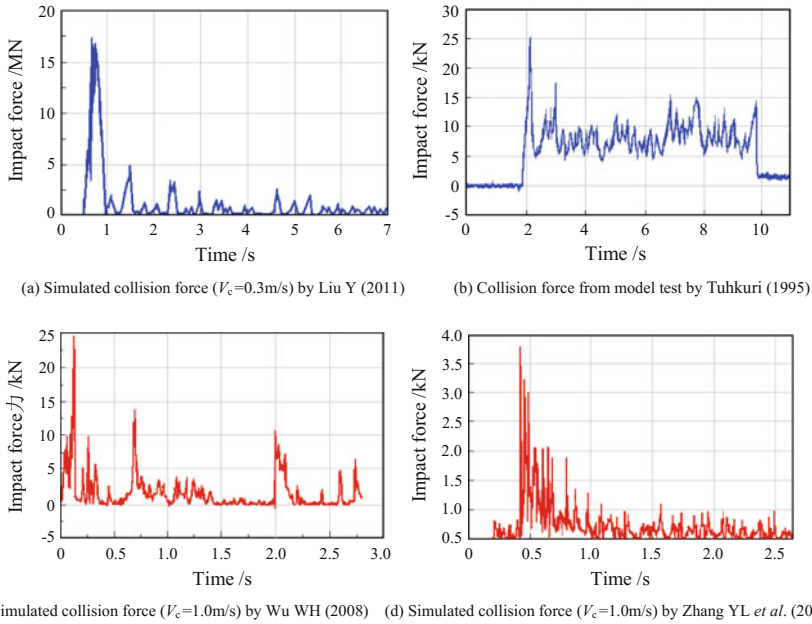 20
15
10
5
0
Impact force /MN
0 1 2 3 4 5 6 7
Time /s
(a) Simulated collision force (Vc=0.3m/s) by Liu Y (2011)
30
25
20
15
10
5
0
-5
Impact force /kN
0 2 4 6 8 10
Time /s
(b) Collision force from model test by Tuhkuri (1995)
25
20
15
10
5
0
-5
Impact force力 /kN
0 0.5 1.0 1.5 2.0 2.5 3.0
Time /s
imulated collision force (Vc=1.0m/s) by Wu WH (2008)
4.0
3.5
3.0
2.5
2.0
1.5
1.0
0.5
Impact force /kN
0 0.5 1.0 1.5 2.0 2.5
Time /s
(d) Simulated collision force (Vc=1.0m/s) by Zhang YL et al. (20